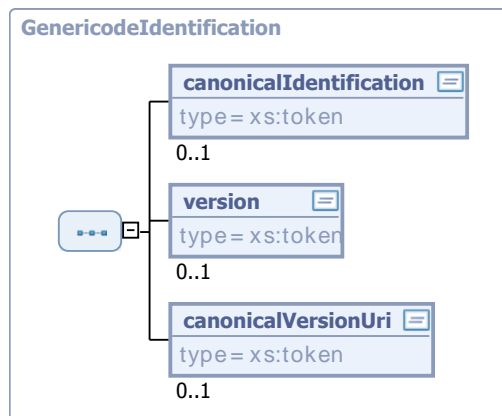 GenericodeIdentification
canonicalIdentification
type= xs:token
0..1
version
type= xs:token
0..1
canonicalVersionUri
type= xs:token
0..1